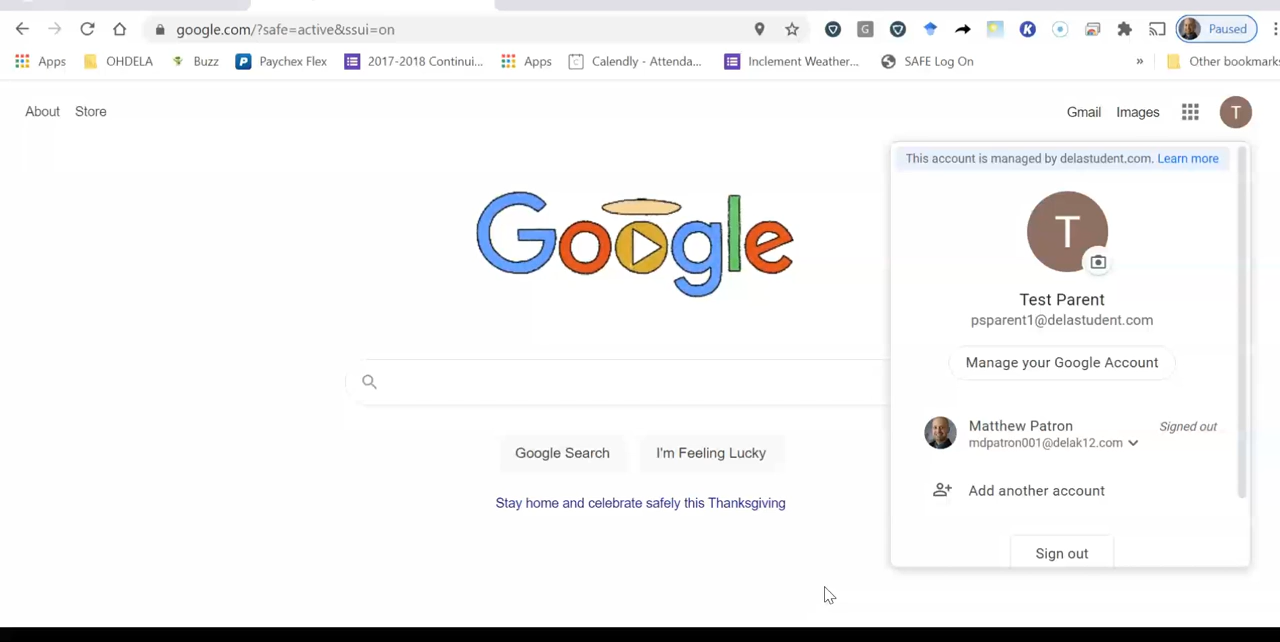 google.com/?safe=active&ssui=on
G
K
Paused
Apps OHDELA Buzz P Paychex Flex 2017-2018 Continui... Apps C Calendly - Attenda... Inclement Weather... SAFE Log On » Other bookmarks
About Store
Gmail Images T
This account is managed by delastudent.com. Learn more
T
Google
Test Parent
psparent1@delastudent.com
Manage your Google Account
Matthew Patron Signed out
mdpatron001@delak12.com
Google Search I'm Feeling Lucky
Add another account
Stay home and celebrate safely this Thanksgiving
Sign out